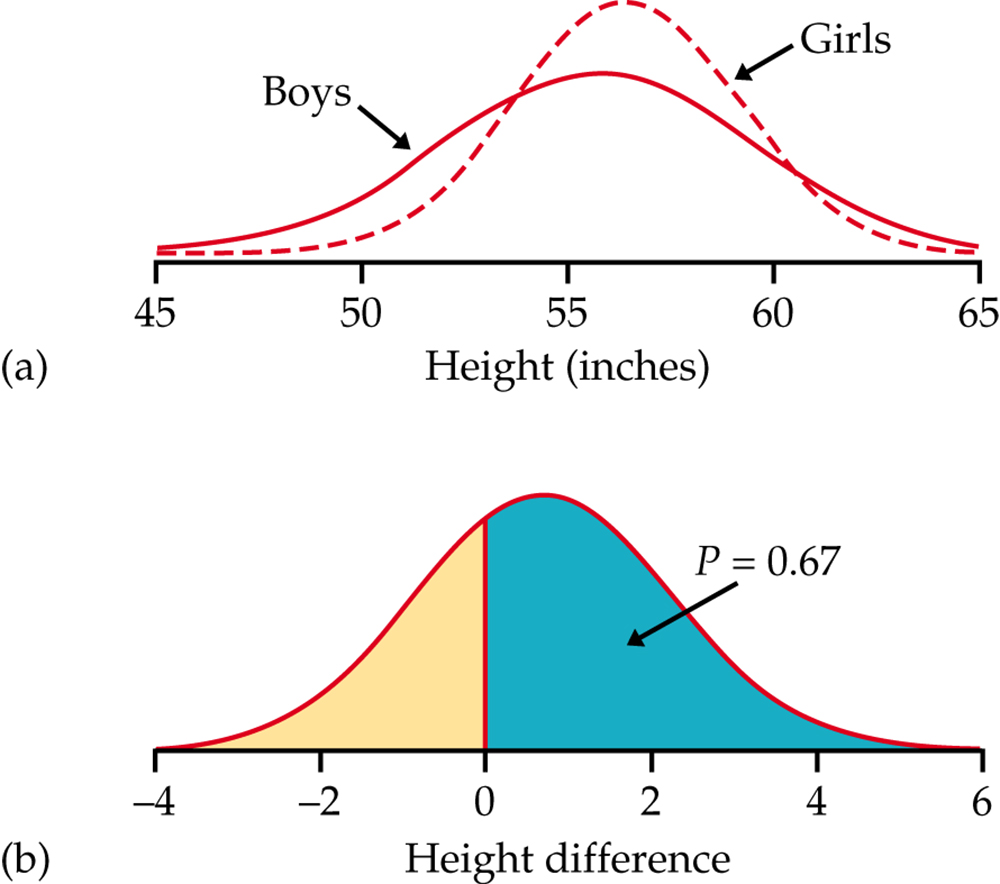 Girls
Boys
45 50 55 60 65
(a) Height (inches)
P = 0.67
–4 –2 0 2 4 6
(b) Height difference